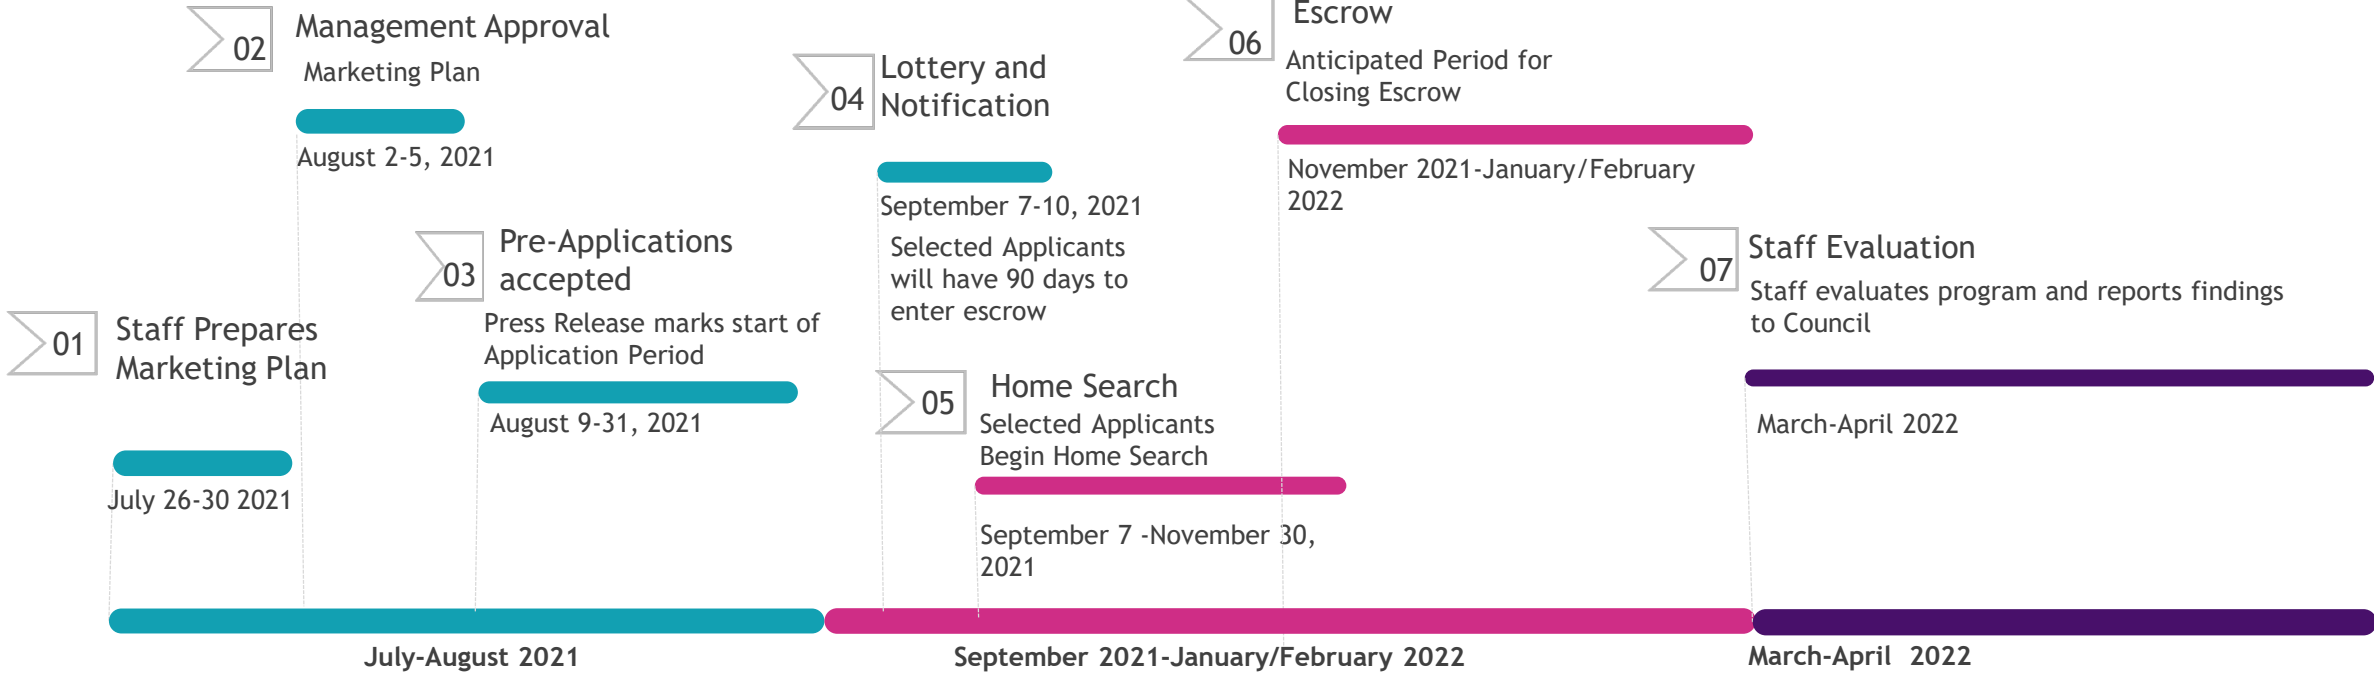 01
Staff Prepares
Marketing Plan
July 26-30 2021
02
Management Approval
Marketing Plan
August 2-5, 2021
03
Pre-Applications
accepted
Press Release marks start of
Application Period
August 9-31, 2021
04
Lottery and
Notification
September 7-10, 2021
Selected Applicants
will have 90 days to
enter escrow
05
Home Search
Selected Applicants
Begin Home Search
September 7 -November 30,
2021
06
Escrow
Anticipated Period for
Closing Escrow
November 2021-January/February
2022
07
Staff Evaluation
Staff evaluates program and reports findings
to Council
March-April 2022
July-August 2021
September 2021-January/February 2022
March-April 2022